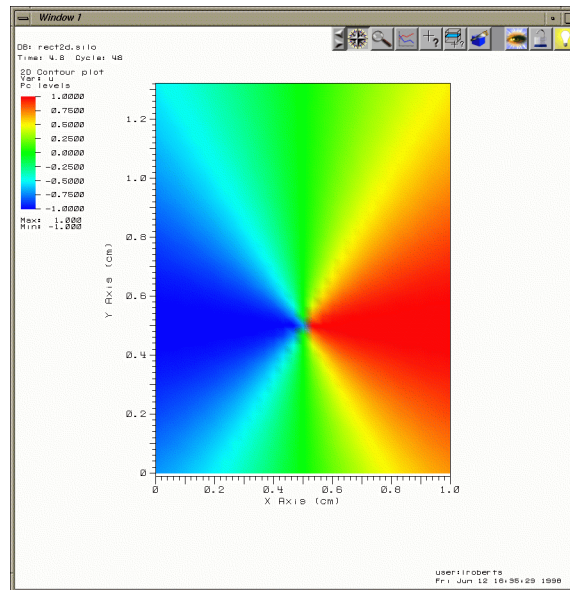 Window 1
DB: rect2d.silo
Time: 4.8 Cycle: 48
2D Contour plot
Var: u
Pc levels
1.0000
0.7500
0.5000
0.2500
0.0000
-0.2500
-0.5000
-0.7500
-1.0000
Max: 1.000
Min: -1.000
1.2
1.0
0.8
0.6
0.4
0.2
0
Y Axis (cm)
0 0.2 0.4 0.6 0.8 1.0
X Axis (cm)
user:lroberts
Fri Jun 12 16:35:29 1998